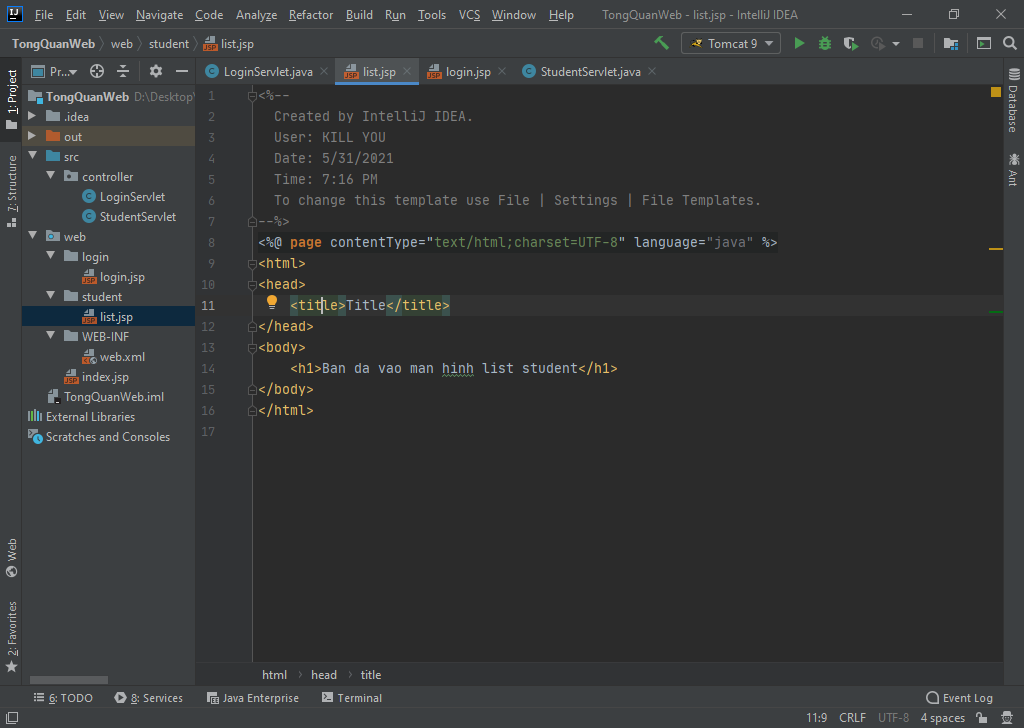 File Edit View Navigate Code Analyze Refactor Build Run Tools VCS Window Help TongQuanWeb - list.jsp - IntelliJ IDEA
TongQuanWeb web student list.jsp Tomcat 9
Pr... LoginServlet.java list.jsp login.jsp StudentServlet.java
1: Project
7: Structure
Web
2: Favorites
TongQuanWeb D:\Desktop\
.idea
out
src
controller
LoginServlet
StudentServlet
web
login
login.jsp
student
list.jsp
WEB-INF
web.xml
index.jsp
TongQuanWeb.iml
External Libraries
Scratches and Consoles
1 <%--
2 Created by IntelliJ IDEA.
3 User: KILL YOU
4 Date: 5/31/2021
5 Time: 7:16 PM
6 To change this template use File | Settings | File Templates.
7 --%>
8 <%@ page contentType="text/html;charset=UTF-8" language="java" %>
9 <html>
10 <head>
11 <title>Title</title>
12 </head>
13 <body>
14 <h1>Ban da vao man hinh list student</h1>
15 </body>
16 </html>
17
Database
Ant
html head title
6: TODO 8: Services Java Enterprise Terminal Event Log
11:9 CRLF UTF-8 4 spaces